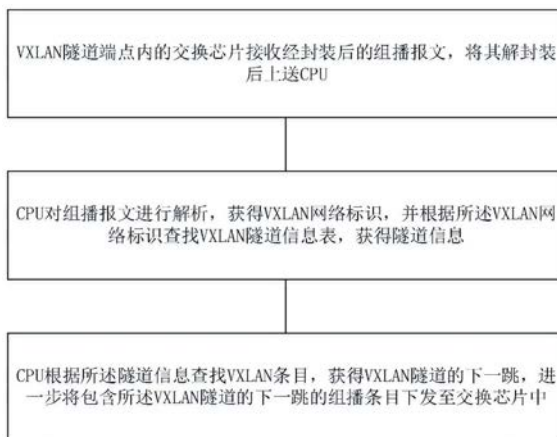 VXLAN隧道端点内的交换芯片接收经封装后的组播报文，将其解封装
后上送CPU
CPU对组播报文进行解析，获得VXLAN网络标识，并根据所述VXLAN网
络标识查找VXLAN隧道信息表，获得隧道信息
CPU根据所述隧道信息查找VXLAN条目，获得VXLAN隧道的下一跳，进
一步将包含所述VXLAN隧道的下一跳的组播条目下发至交换芯片中